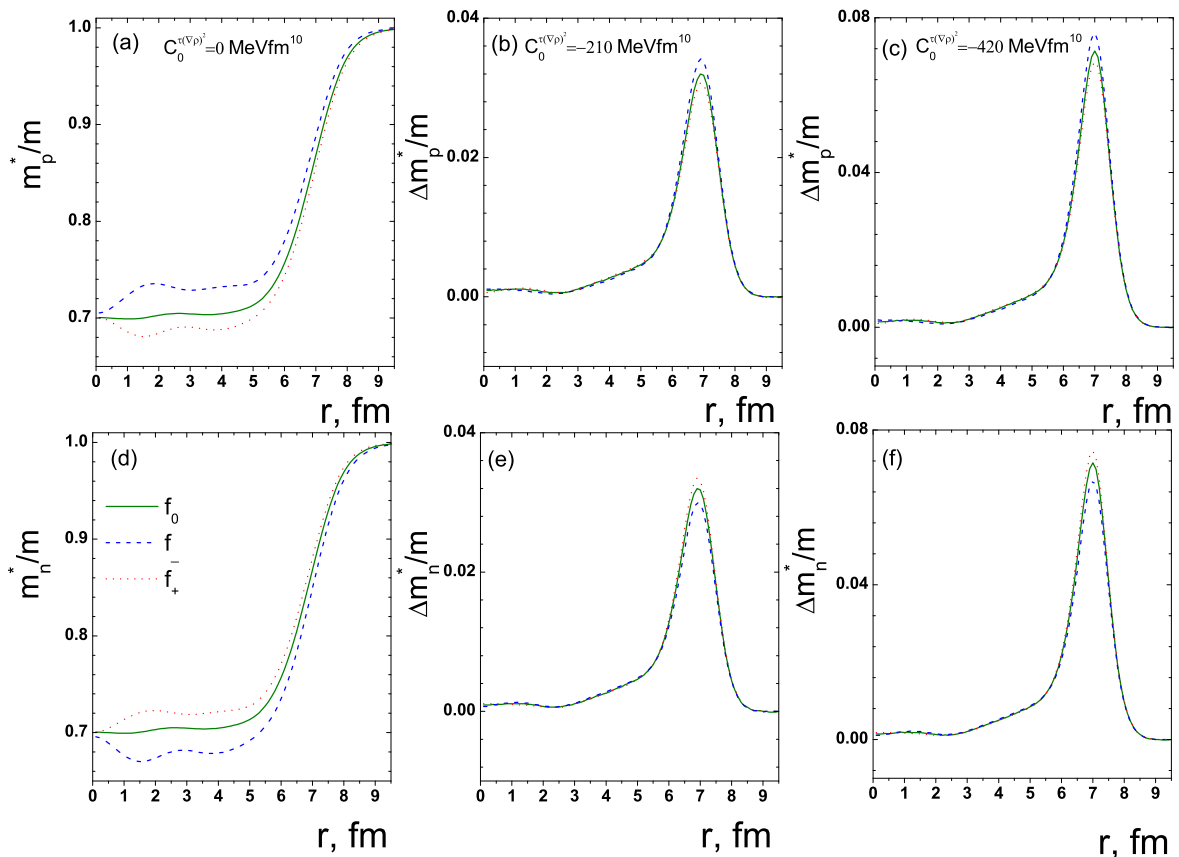 (a)
C₀^τ(∇ρ)²=0 MeVfm¹⁰
m*ₚ/m
1.0
0.9
0.8
0.7
0 1 2 3 4 5 6 7 8 9
r, fm
(b)
C₀^τ(∇ρ)²=−210 MeVfm¹⁰
Δm*ₚ/m
0.04
0.02
0.00
0 1 2 3 4 5 6 7 8 9
r, fm
(c)
C₀^τ(∇ρ)²=−420 MeVfm¹⁰
Δm*ₚ/m
0.08
0.04
0.00
0 1 2 3 4 5 6 7 8 9
r, fm
(d)
m*ₙ/m
1.0
0.9
0.8
0.7
f₀
f₋
f₊
0 1 2 3 4 5 6 7 8 9
r, fm
(e)
Δm*ₙ/m
0.04
0.02
0.00
0 1 2 3 4 5 6 7 8 9
r, fm
(f)
Δm*ₙ/m
0.08
0.04
0.00
0 1 2 3 4 5 6 7 8 9
r, fm